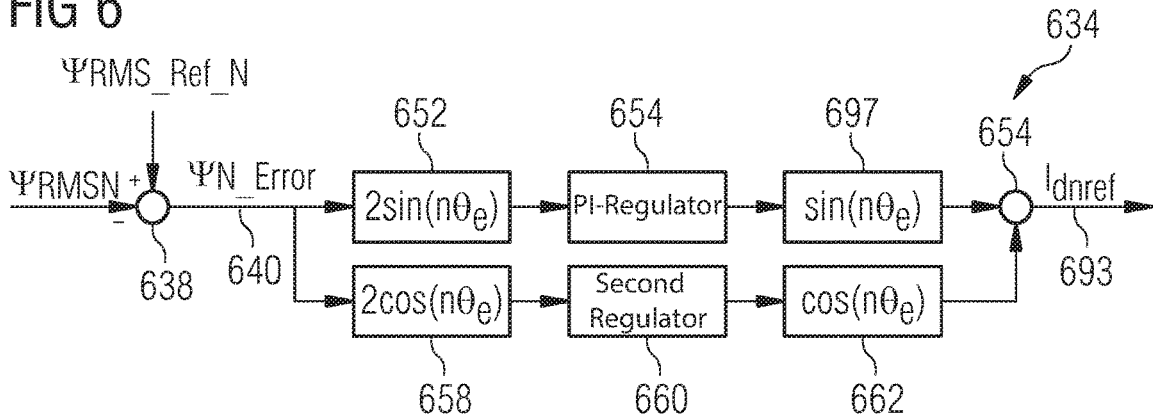 FIG 6
634
ΨRMS_Ref_N
652
654
697
654
ΨRMSN
+
−
ΨN_Error
2sin(nθe)
PI-Regulator
sin(nθe)
Idnref
638
640
693
2cos(nθe)
Second
Regulator
cos(nθe)
658
660
662